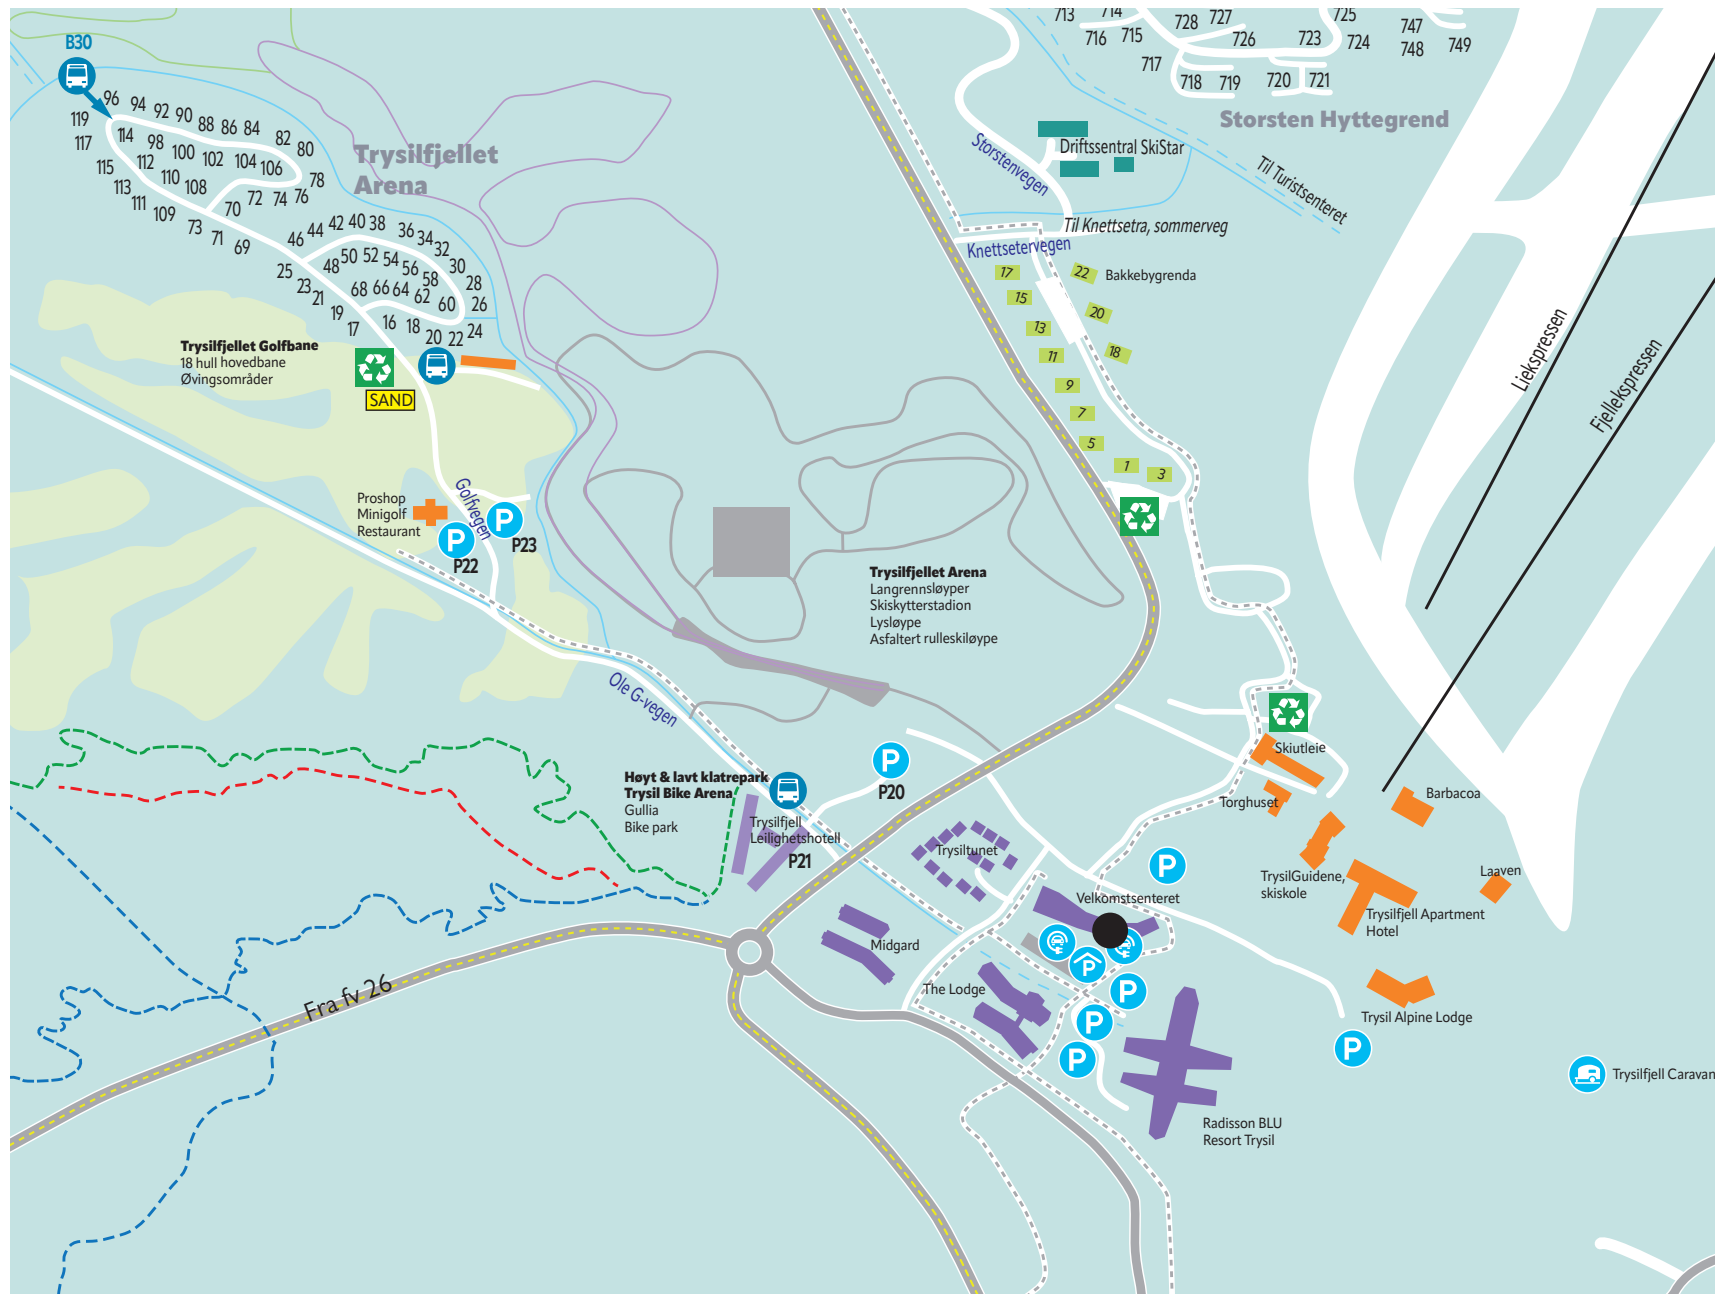 B30
96
94
92
90
88
86
84
82
80
119
117
114
98
100
102
104
106
78
115
112
110
108
113
111
109
70
72
74
76
73
71
69
46
44
42
40
38
36
34
32
30
28
26
24
48
50
52
54
56
58
60
25
23
21
19
17
68
66
64
62
16
18
20
22
Trysilfjellet
Arena
Trysilfjellet Golfbane
18 hull hovedbane
Øvingsområder
SAND
Proshop
Minigolf
Restaurant
Golfvegen
P
P22
P
P23
Ole G-vegen
713
714
716
715
728
727
726
723
725
724
747
748
749
717
718
719
720
721
Storsten Hyttegrend
Driftssentral SkiStar
Storstenvegen
Til Turistsenteret
Til Knettsetra, sommerveg
Knettsetervegen
17
22
Bakkebygrenda
15
20
13
18
11
9
7
5
1
3
Liekspressen
Fjellekspressen
Trysilfjellet Arena
Langrennsløyper
Skiskytterstadion
Lysløype
Asfaltert rulleskiløype
Høyt & lavt klatrepark
Trysil Bike Arena
Gullia
Bike park
Trysilfjell
Leilighetshotell
P21
P
P20
Skiutleie
Torghuset
Barbacoa
TrysilGuidene,
skiskole
Laaven
Trysilfjell Apartment
Hotel
Trysil Alpine Lodge
P
Trysilfjell Caravan
Trysiltunet
P
Velkomstsenteret
Midgard
P
The Lodge
P
P
P
Radisson BLU
Resort Trysil
Fra fv 26